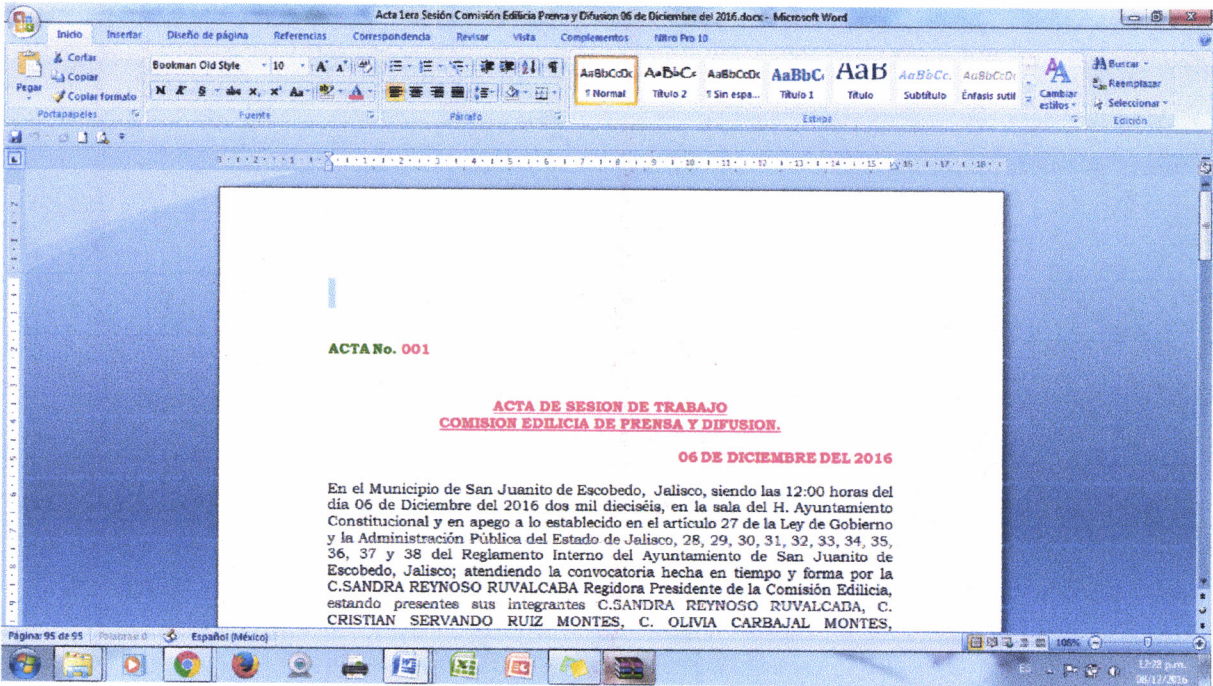 Acta 1era Sesión Comisión Edilicia Prensa y Difusion 06 de Diciembre del 2016.docx - Microsoft Word
Inicio Insertar Diseño de página Referencias Correspondencia Revisar Vista Complementos Nitro Pro 10
Pegar
Cortar
Copiar
Copiar formato
Portapapeles
Bookman Old Style 10
N K S abc x, x² Aa
Fuente
Párrafo
AaBbCcDc AaBbCc AaBbCcDc AaBbC AaB AaBbCc. AaBbCcDc
¶ Normal Título 2 ¶ Sin espa... Título 1 Título Subtítulo Énfasis sutil
Cambiar estilos
Estilos
Buscar
Reemplazar
Seleccionar
Edición
ACTA No. 001
ACTA DE SESION DE TRABAJO
COMISION EDILICIA DE PRENSA Y DIFUSION.
06 DE DICIEMBRE DEL 2016
En el Municipio de San Juanito de Escobedo, Jalisco, siendo las 12:00 horas del
día 06 de Diciembre del 2016 dos mil dieciséis, en la sala del H. Ayuntamiento
Constitucional y en apego a lo establecido en el artículo 27 de la Ley de Gobierno
y la Administración Pública del Estado de Jalisco, 28, 29, 30, 31, 32, 33, 34, 35,
36, 37 y 38 del Reglamento Interno del Ayuntamiento de San Juanito de
Escobedo, Jalisco; atendiendo la convocatoria hecha en tiempo y forma por la
C.SANDRA REYNOSO RUVALCABA Regidora Presidente de la Comisión Edilicia,
estando presentes sus integrantes C.SANDRA REYNOSO RUVALCABA, C.
CRISTIAN SERVANDO RUIZ MONTES, C. OLIVIA CARBAJAL MONTES,
Página: 95 de 95 Palabras: 0 Español (México) 106%
ES 12:28 p.m.
08/12/2016